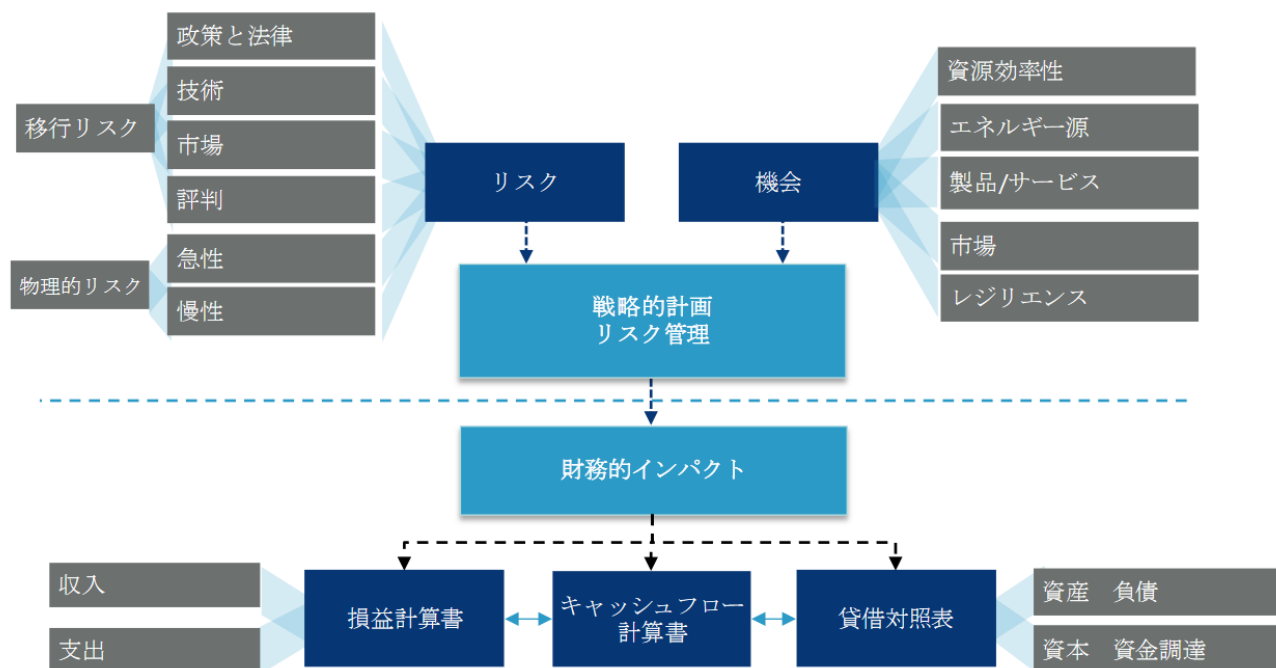 政策と法律
技術
移行リスク
市場
評判
急性
物理的リスク
慢性
リスク
機会
資源効率性
エネルギー源
製品/サービス
市場
レジリエンス
戦略的計画
リスク管理
財務的インパクト
収入
支出
損益計算書
キャッシュフロー
計算書
貸借対照表
資産　負債
資本　資金調達